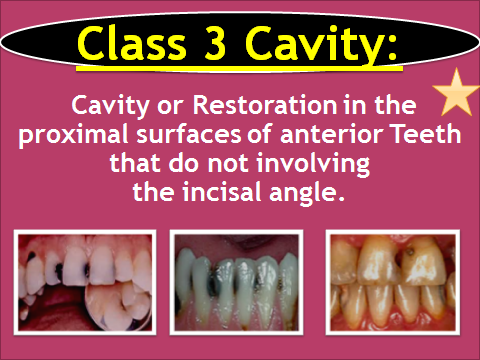 Class 3 Cavity:
Cavity or Restoration in the
proximal surfaces of anterior Teeth
that do not involving
the incisal angle.